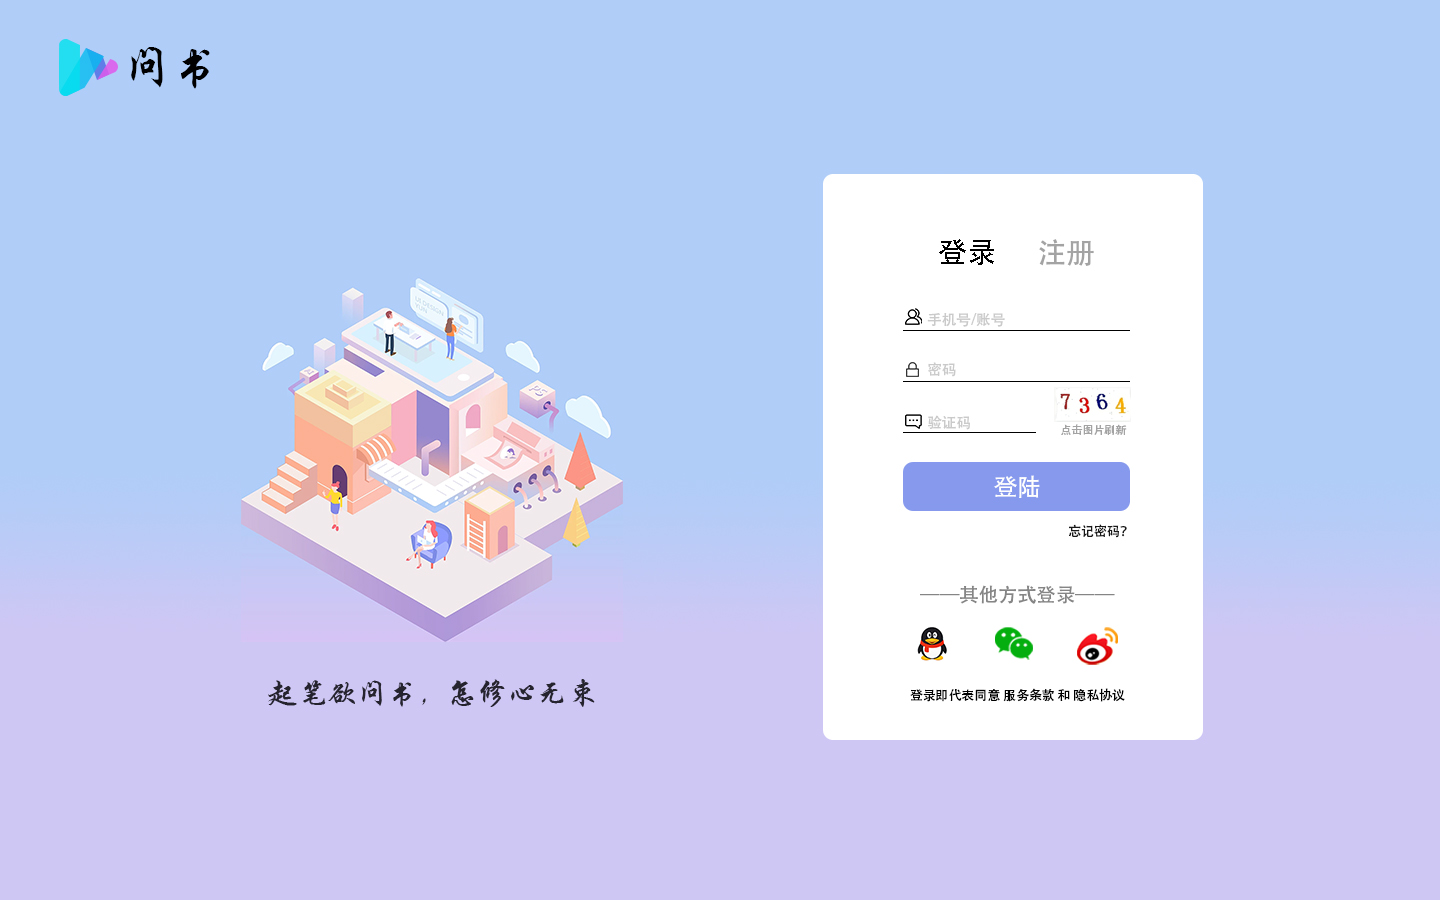 问书
登录 注册
手机号/账号
密码
验证码
7364
点击图片刷新
登陆
忘记密码?
——其他方式登录——
登录即代表同意 服务条款 和 隐私协议
起笔欲问书，怎修心无束